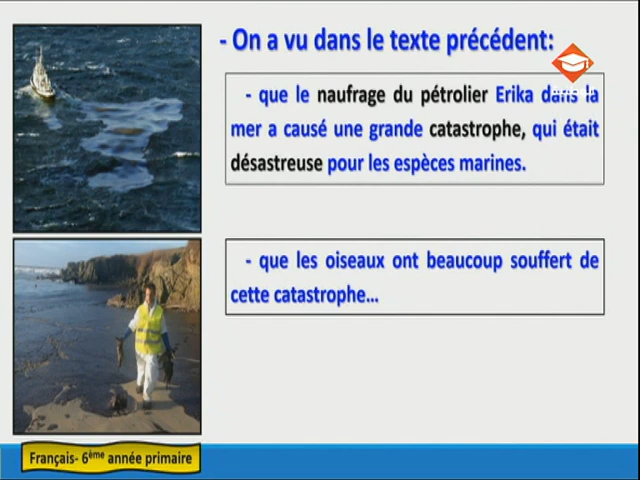 - On a vu dans le texte précédent:
- que le naufrage du pétrolier Erika dans la
mer a causé une grande catastrophe, qui était
désastreuse pour les espèces marines.
- que les oiseaux ont beaucoup souffert de
cette catastrophe...
Français- 6ème année primaire